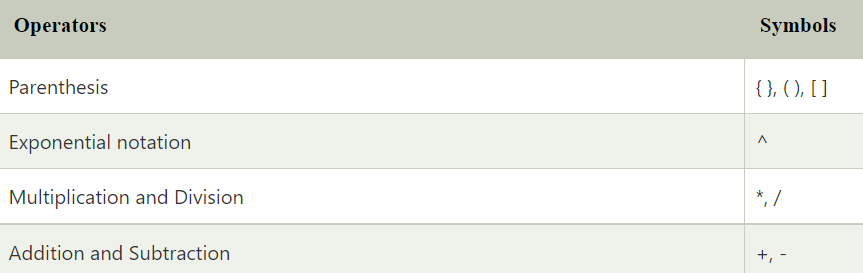 Operators Symbols
Parenthesis { }, ( ), [ ]
Exponential notation ^
Multiplication and Division *, /
Addition and Subtraction +, -